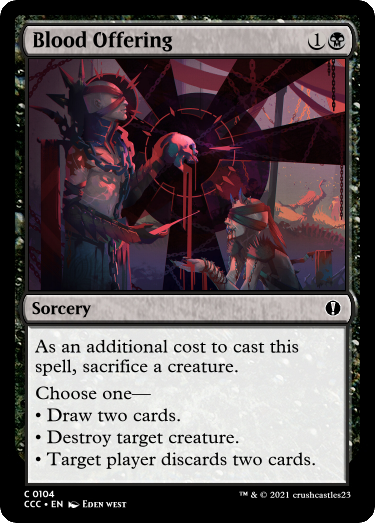 Blood Offering 1
Sorcery
As an additional cost to cast this
spell, sacrifice a creature.
Choose one—
• Draw two cards.
• Destroy target creature.
• Target player discards two cards.
C 0104
CCC • EN Eden west
™ & © 2021 crushcastles23